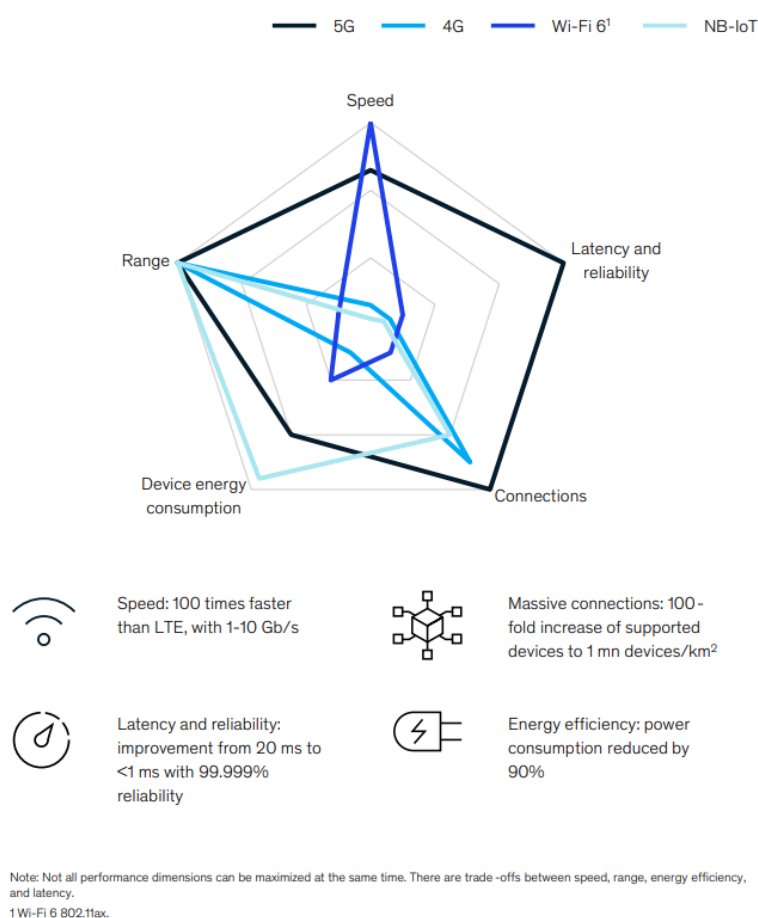 5G 4G Wi-Fi 6¹ NB-IoT
Speed
Latency and
reliability
Range
Device energy
consumption
Connections
Speed: 100 times faster
than LTE, with 1-10 Gb/s
Massive connections: 100-
fold increase of supported
devices to 1 mn devices/km²
Latency and reliability:
improvement from 20 ms to
<1 ms with 99.999%
reliability
Energy efficiency: power
consumption reduced by
90%
Note: Not all performance dimensions can be maximized at the same time. There are trade-offs between speed, range, energy efficiency,
and latency.
1 Wi-Fi 6 802.11ax.